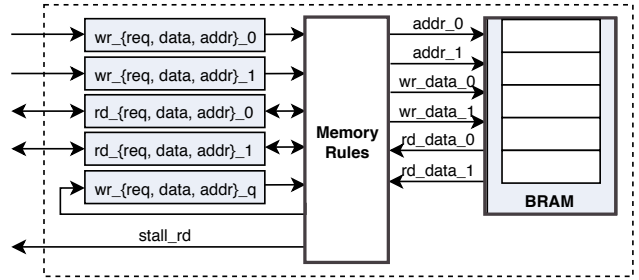 wr_{req, data, addr}_0
wr_{req, data, addr}_1
rd_{req, data, addr}_0
rd_{req, data, addr}_1
wr_{req, data, addr}_q
stall_rd
Memory
Rules
addr_0
addr_1
wr_data_0
wr_data_1
rd_data_0
rd_data_1
BRAM